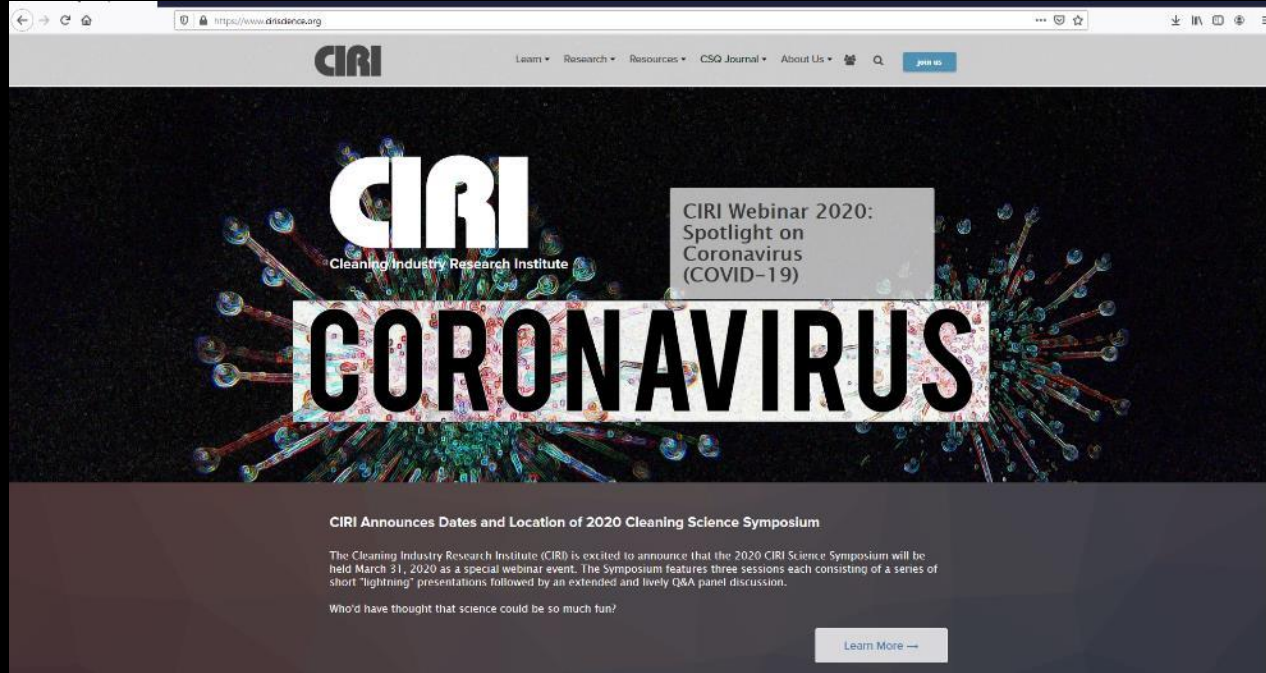 https://www.ciriscience.org
CIRI
Learn Research Resources CSQ Journal About Us join us
CIRI
Cleaning Industry Research Institute
CIRI Webinar 2020:
Spotlight on
Coronavirus
(COVID-19)
CORONAVIRUS
CIRI Announces Dates and Location of 2020 Cleaning Science Symposium
The Cleaning Industry Research Institute (CIRI) is excited to announce that the 2020 CIRI Science Symposium will be
held March 31, 2020 as a special webinar event. The Symposium features three sessions each consisting of a series of
short "lightning" presentations followed by an extended and lively Q&A panel discussion.
Who'd have thought that science could be so much fun?
Learn More →